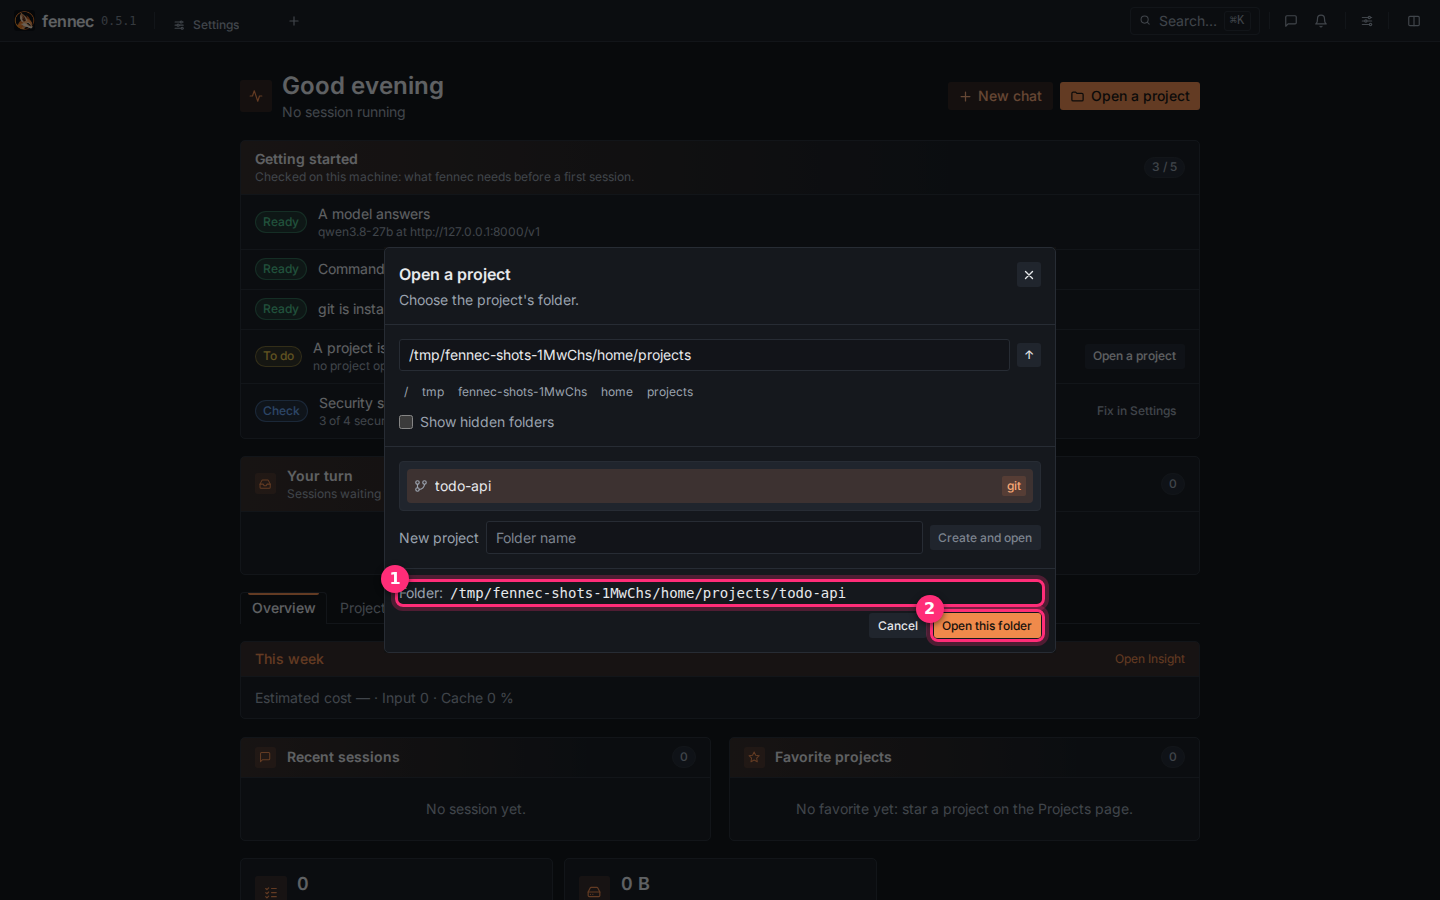 fennec 0.5.1
Settings
Search... ⌘K
Good evening
No session running
New chat
Open a project
Getting started
Checked on this machine: what fennec needs before a first session.
3 / 5
Ready
A model answers
qwen3.8-27b at http://127.0.0.1:8000/v1
Ready
Command
Ready
git is insta
To do
A project is
no project op
Open a project
Check
Security s
3 of 4 secur
Fix in Settings
Open a project
Choose the project's folder.
/tmp/fennec-shots-1MwChs/home/projects
/ tmp fennec-shots-1MwChs home projects
Show hidden folders
todo-api
git
New project
Folder name
Create and open
1
Folder: /tmp/fennec-shots-1MwChs/home/projects/todo-api
2
Cancel
Open this folder
Your turn
Sessions waiting
0
Overview
Project
This week
Open Insight
Estimated cost — · Input 0 · Cache 0 %
Recent sessions
0
No session yet.
Favorite projects
0
No favorite yet: star a project on the Projects page.
0
0 B